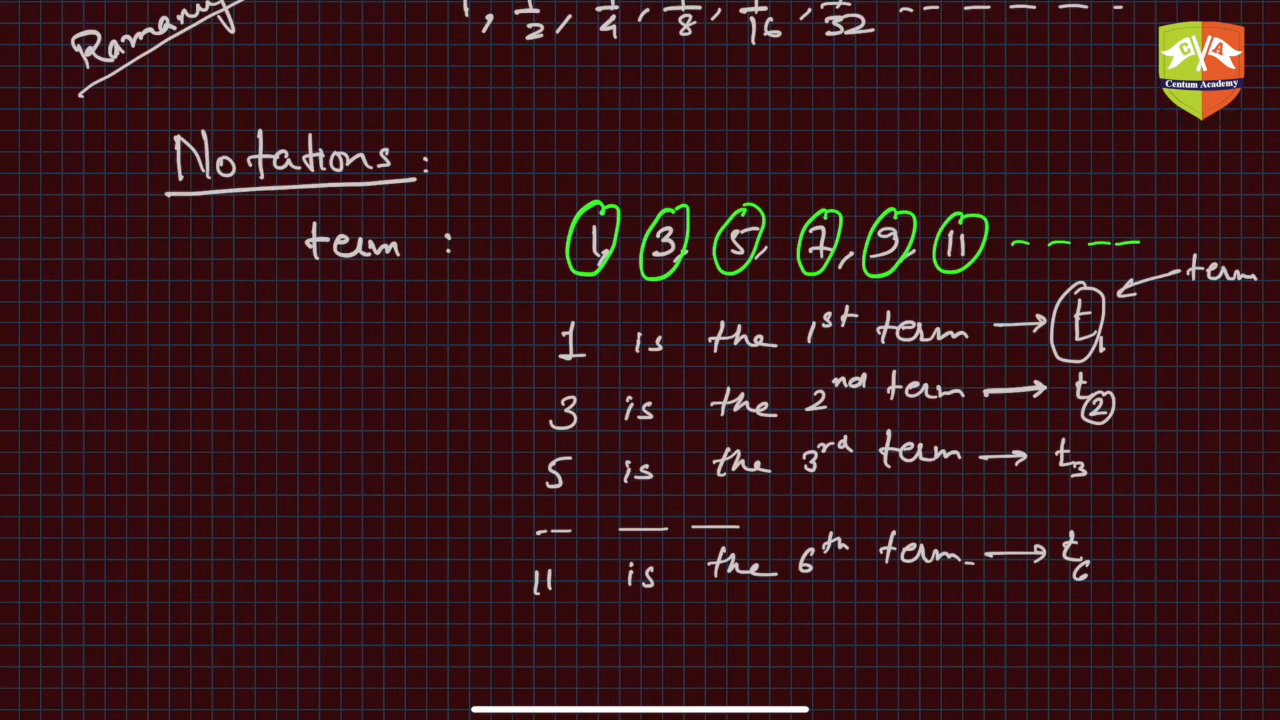 1, 1/2, 1/4, 1/8, 1/16, 1/32 -- - - - - -
C A
Centum Academy
Notations :
term : 1, 3, 5, 7, 9, 11 ----
term
1 is the 1st term → t1
3 is the 2nd term → t2
5 is the 3rd term → t3
-- — —
11 is the 6th term. → t6